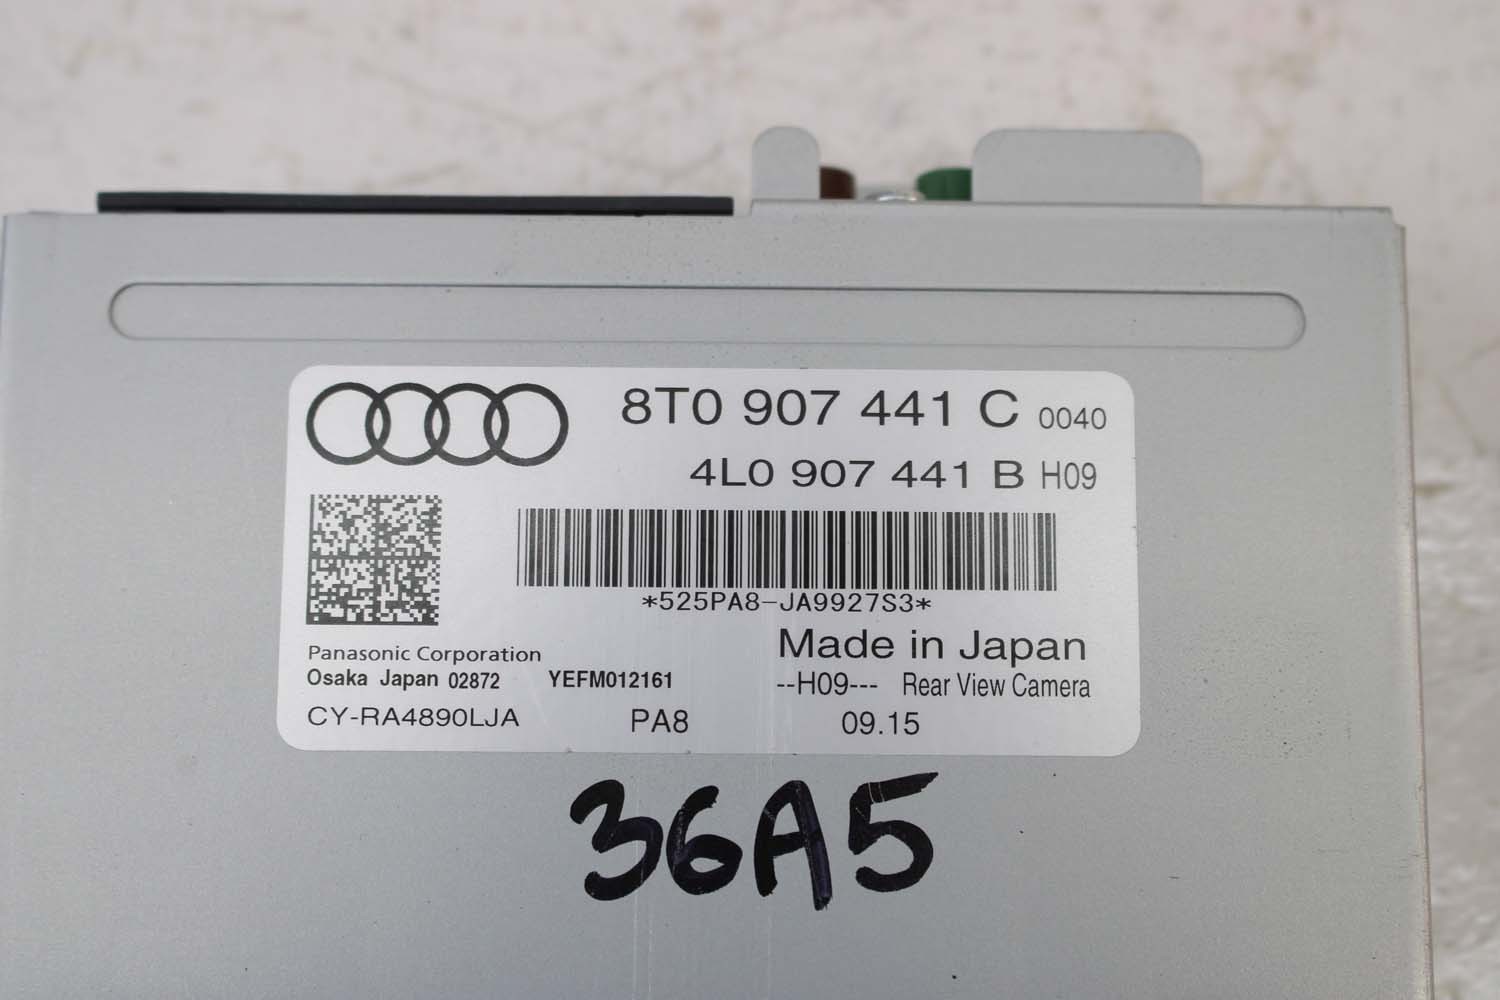 8T0 907 441 C 0040
4L0 907 441 B H09
*525PA8-JA9927S3*
Made in Japan
Panasonic Corporation
Osaka Japan 02872 YEFM012161 --H09--- Rear View Camera
CY-RA4890LJA PA8 09.15
36A5